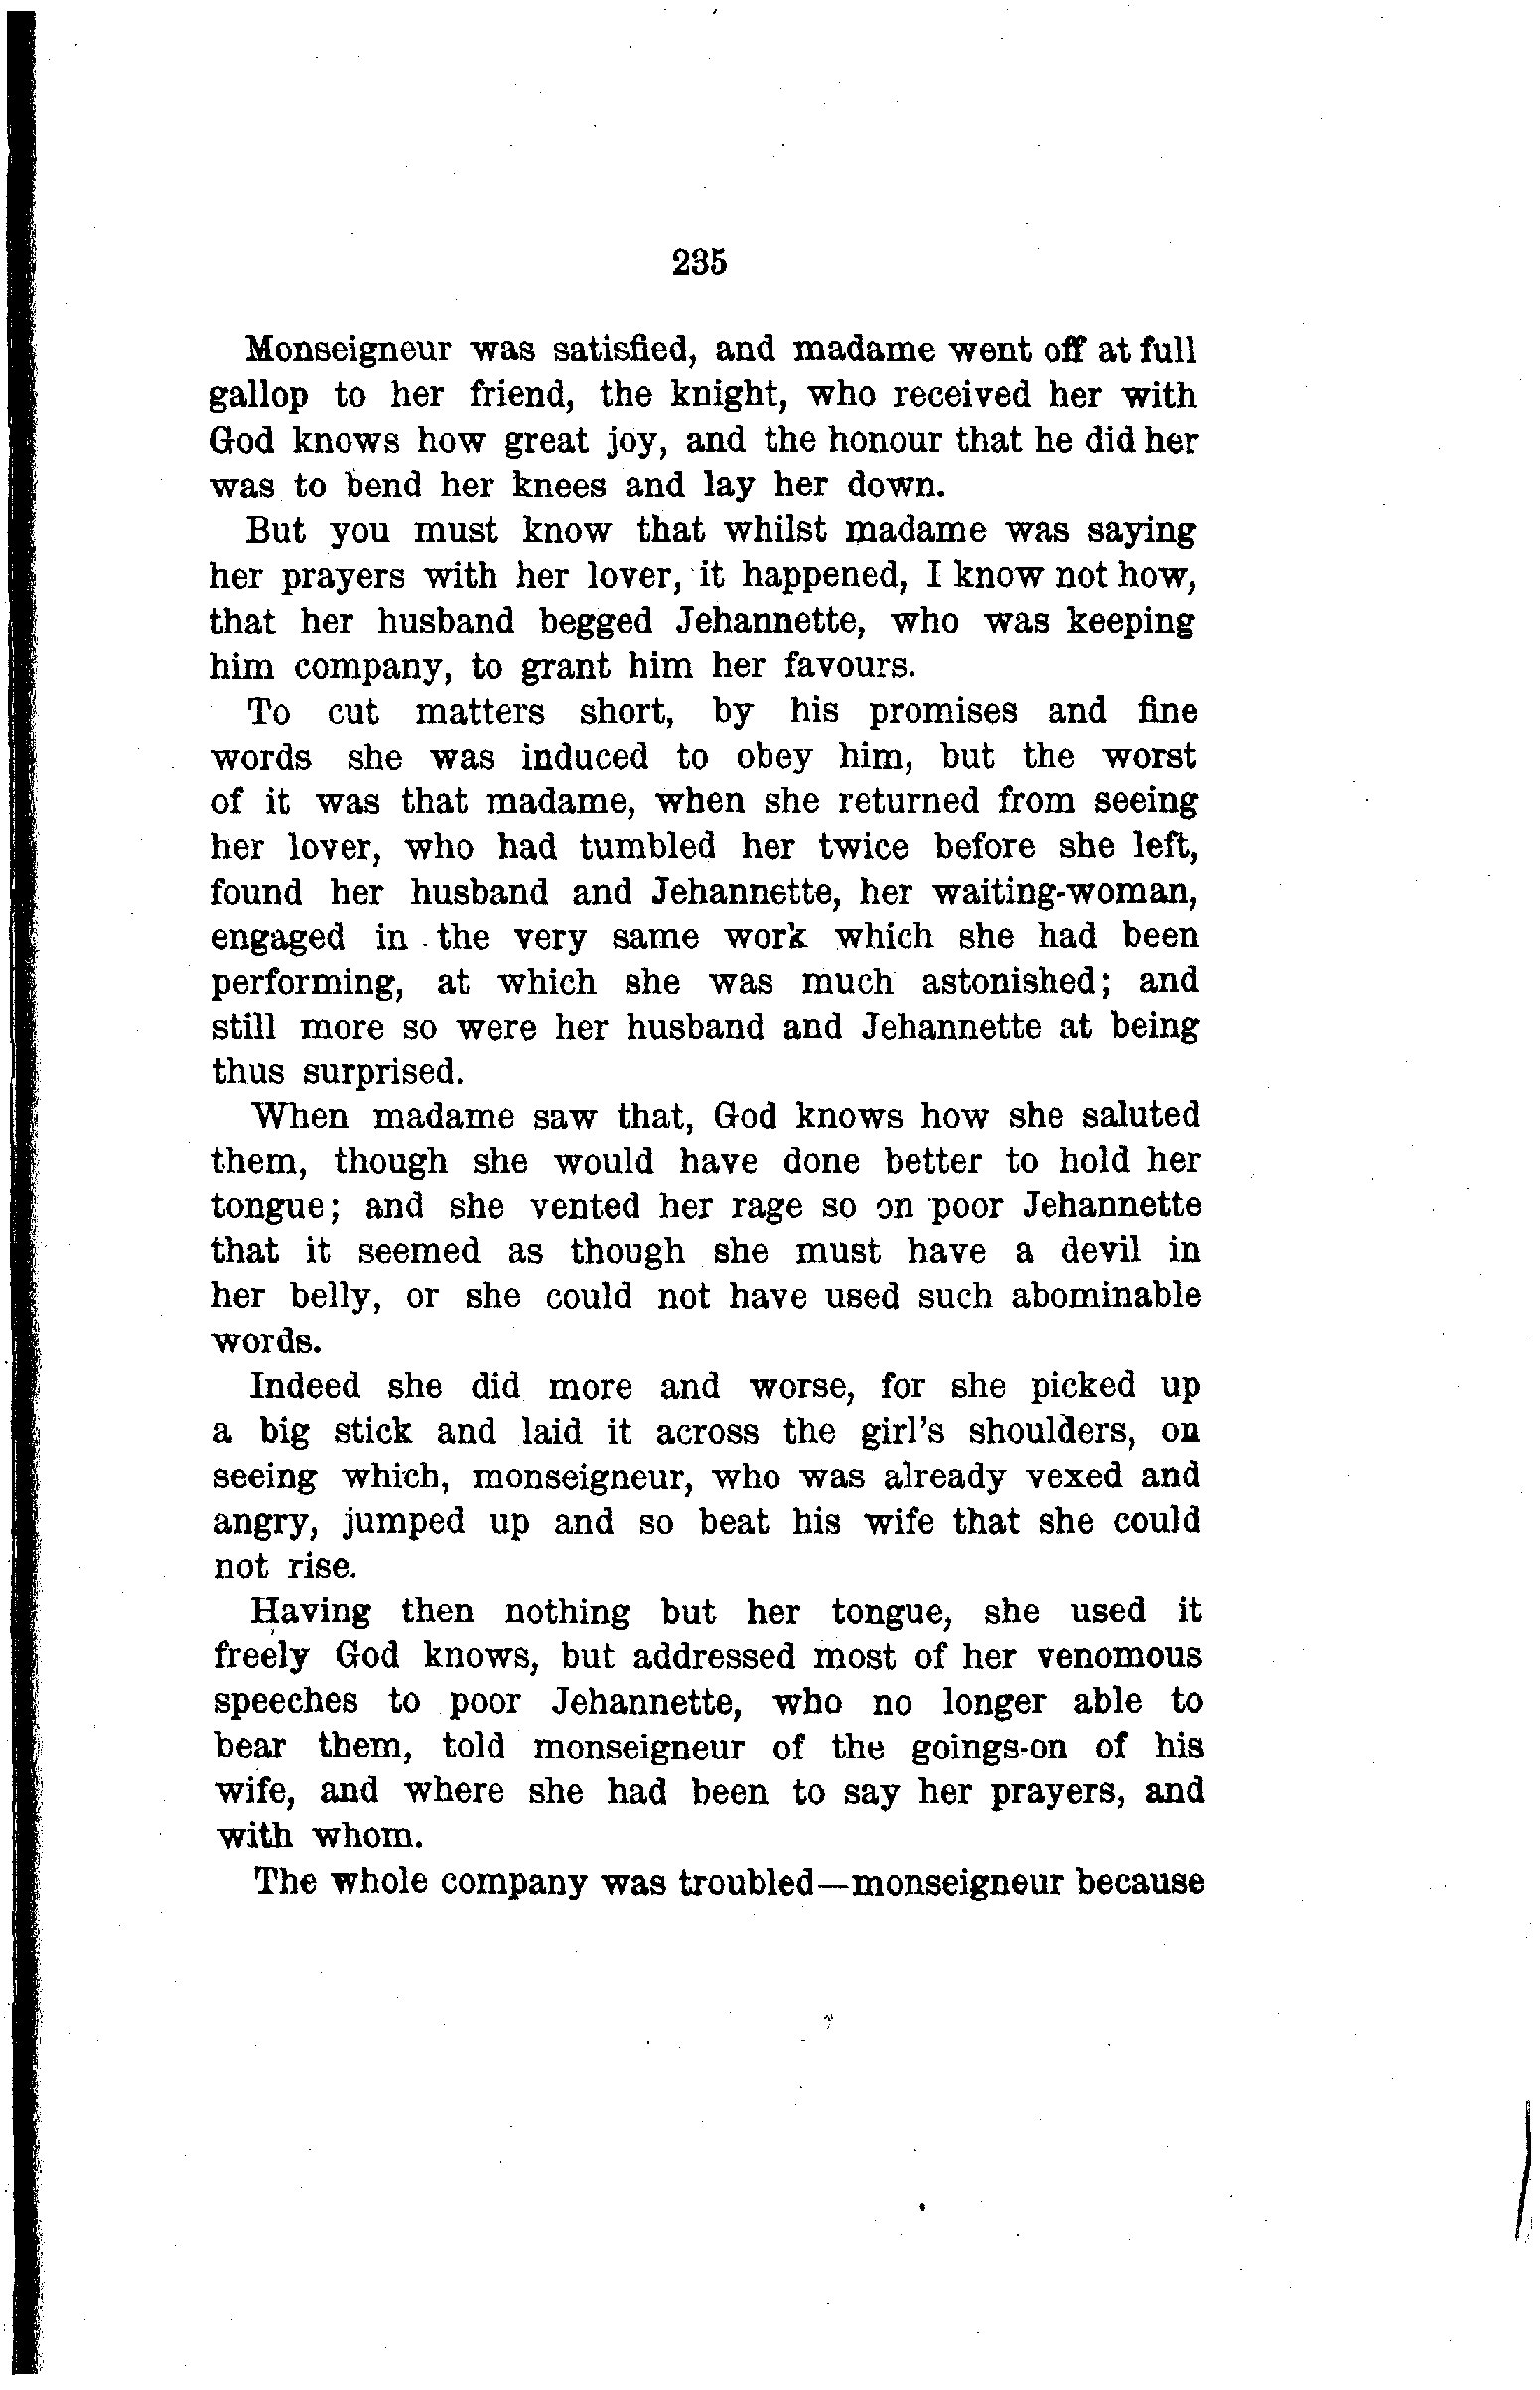 235
Monseigneur was satisfied, and madame went off at full
gallop to her friend, the knight, who received her with
God knows how great joy, and the honour that he did her
was to bend her knees and lay her down.
But you must know that whilst madame was saying
her prayers with her lover, it happened, I know not how,
that her husband begged Jehannette, who was keeping
him company, to grant him her favours.
To cut matters short, by his promises and fine
words she was induced to obey him, but the worst
of it was that madame, when she returned from seeing
her lover, who had tumbled her twice before she left,
found her husband and Jehannette, her waiting-woman,
engaged in the very same work which she had been
performing, at which she was much astonished; and
still more so were her husband and Jehannette at being
thus surprised.
When madame saw that, God knows how she saluted
them, though she would have done better to hold her
tongue; and she vented her rage so on poor Jehannette
that it seemed as though she must have a devil in
her belly, or she could not have used such abominable
words.
Indeed she did more and worse, for she picked up
a big stick and laid it across the girl's shoulders, on
seeing which, monseigneur, who was already vexed and
angry, jumped up and so beat his wife that she could
not rise.
Having then nothing but her tongue, she used it
freely God knows, but addressed most of her venomous
speeches to poor Jehannette, who no longer able to
bear them, told monseigneur of the goings-on of his
wife, and where she had been to say her prayers, and
with whom.
The whole company was troubled—monseigneur because